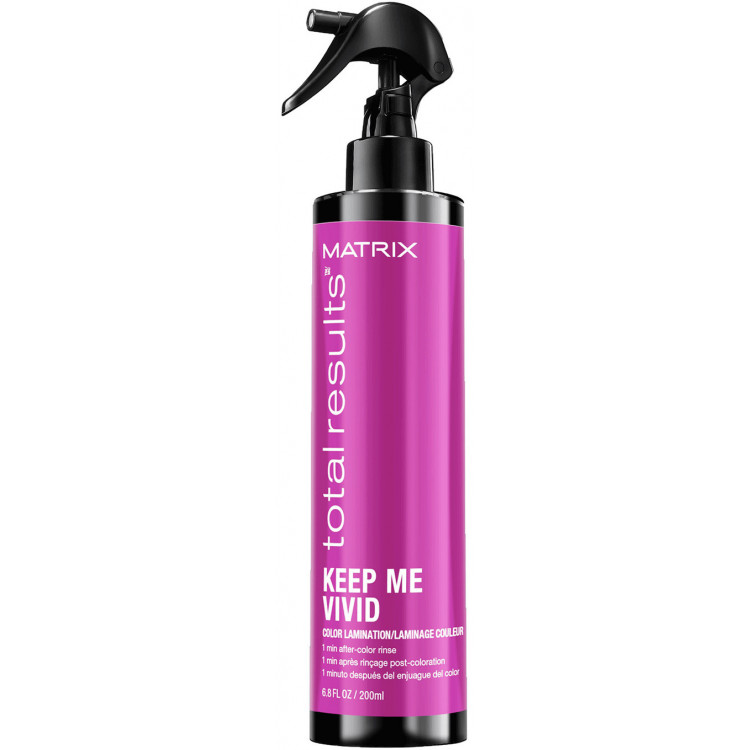 MATRIX
total results
KEEP ME
VIVID
COLOR LAMINATION/LAMINAGE COULEUR
1 min after-color rinse
1 min après rinçage post-coloration
1 minuto después del enjuague del color
6.8 FL OZ / 200ml